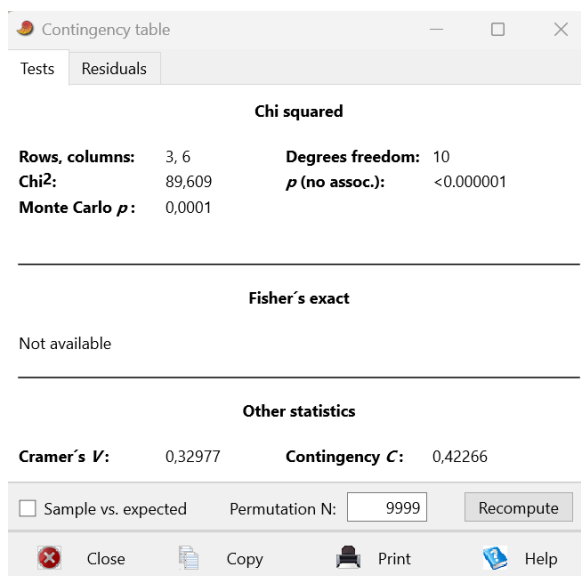 Contingency table
Tests Residuals
Chi squared
Rows, columns: 3, 6 Degrees freedom: 10
Chi2: 89,609 p (no assoc.): <0.000001
Monte Carlo p : 0,0001
Fisher´s exact
Not available
Other statistics
Cramer´s V : 0,32977 Contingency C : 0,42266
Sample vs. expected Permutation N: 9999 Recompute
Close Copy Print Help